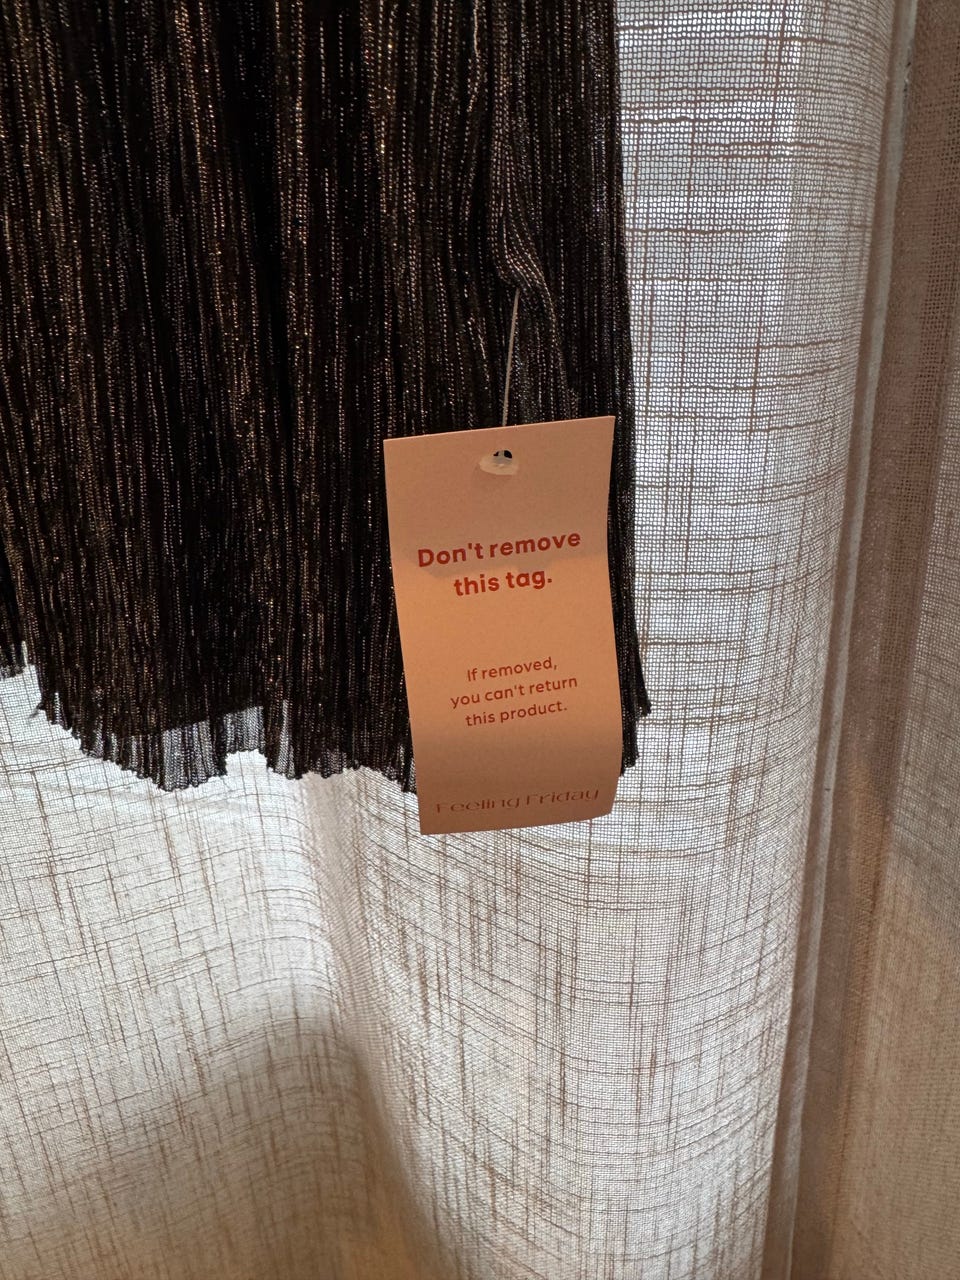 Don't remove
this tag.
If removed,
you can't return
this product.
Feeling Friday